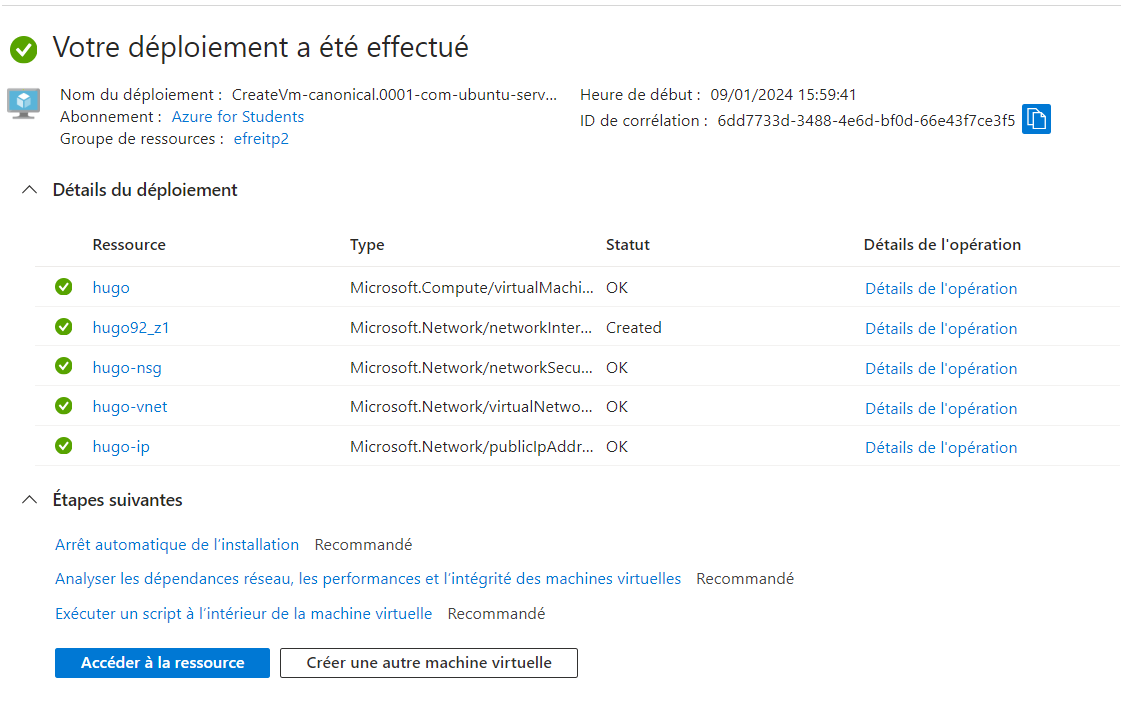 Votre déploiement a été effectué
Nom du déploiement : CreateVm-canonical.0001-com-ubuntu-serv... Heure de début : 09/01/2024 15:59:41
Abonnement : Azure for Students ID de corrélation : 6dd7733d-3488-4e6d-bf0d-66e43f7ce3f5
Groupe de ressources : efreitp2
Détails du déploiement
Ressource Type Statut Détails de l'opération
hugo Microsoft.Compute/virtualMachi... OK Détails de l'opération
hugo92_z1 Microsoft.Network/networkInter... Created Détails de l'opération
hugo-nsg Microsoft.Network/networkSecu... OK Détails de l'opération
hugo-vnet Microsoft.Network/virtualNetwo... OK Détails de l'opération
hugo-ip Microsoft.Network/publicIpAddr... OK Détails de l'opération
Étapes suivantes
Arrêt automatique de l’installation Recommandé
Analyser les dépendances réseau, les performances et l’intégrité des machines virtuelles Recommandé
Exécuter un script à l’intérieur de la machine virtuelle Recommandé
Accéder à la ressource Créer une autre machine virtuelle